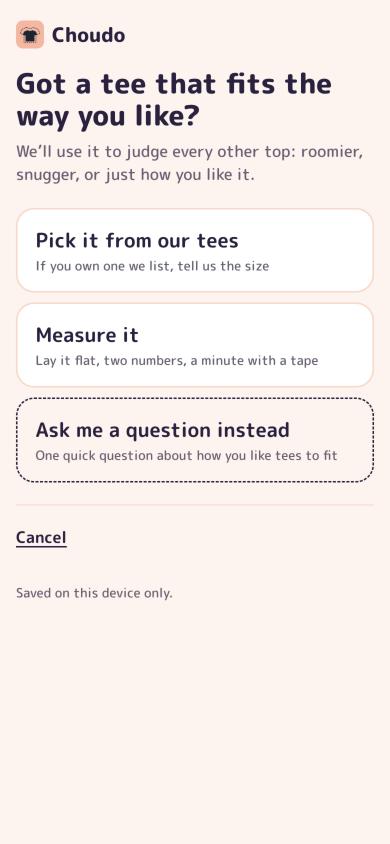 Choudo
Got a tee that fits the
way you like?
We’ll use it to judge every other top: roomier,
snugger, or just how you like it.
Pick it from our tees
If you own one we list, tell us the size
Measure it
Lay it flat, two numbers, a minute with a tape
Ask me a question instead
One quick question about how you like tees to fit
Cancel
Saved on this device only.